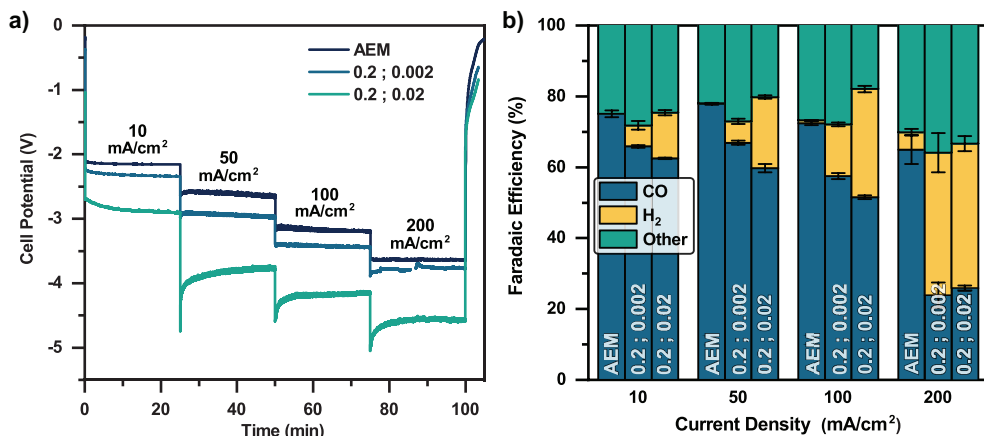 a)
0
-1
-2
-3
-4
-5
Cell Potential (V)
AEM
0.2 ; 0.002
0.2 ; 0.02
10
mA/cm²
50
mA/cm²
100
mA/cm²
200
mA/cm²
0
20
40
60
80
100
Time (min)
b)
100
80
60
40
20
0
Faradaic Efficiency (%)
CO
H₂
Other
AEM
0.2 ; 0.002
0.2 ; 0.02
AEM
0.2 ; 0.002
0.2 ; 0.02
AEM
0.2 ; 0.002
0.2 ; 0.02
AEM
0.2 ; 0.002
0.2 ; 0.02
10
50
100
200
Current Density (mA/cm²)